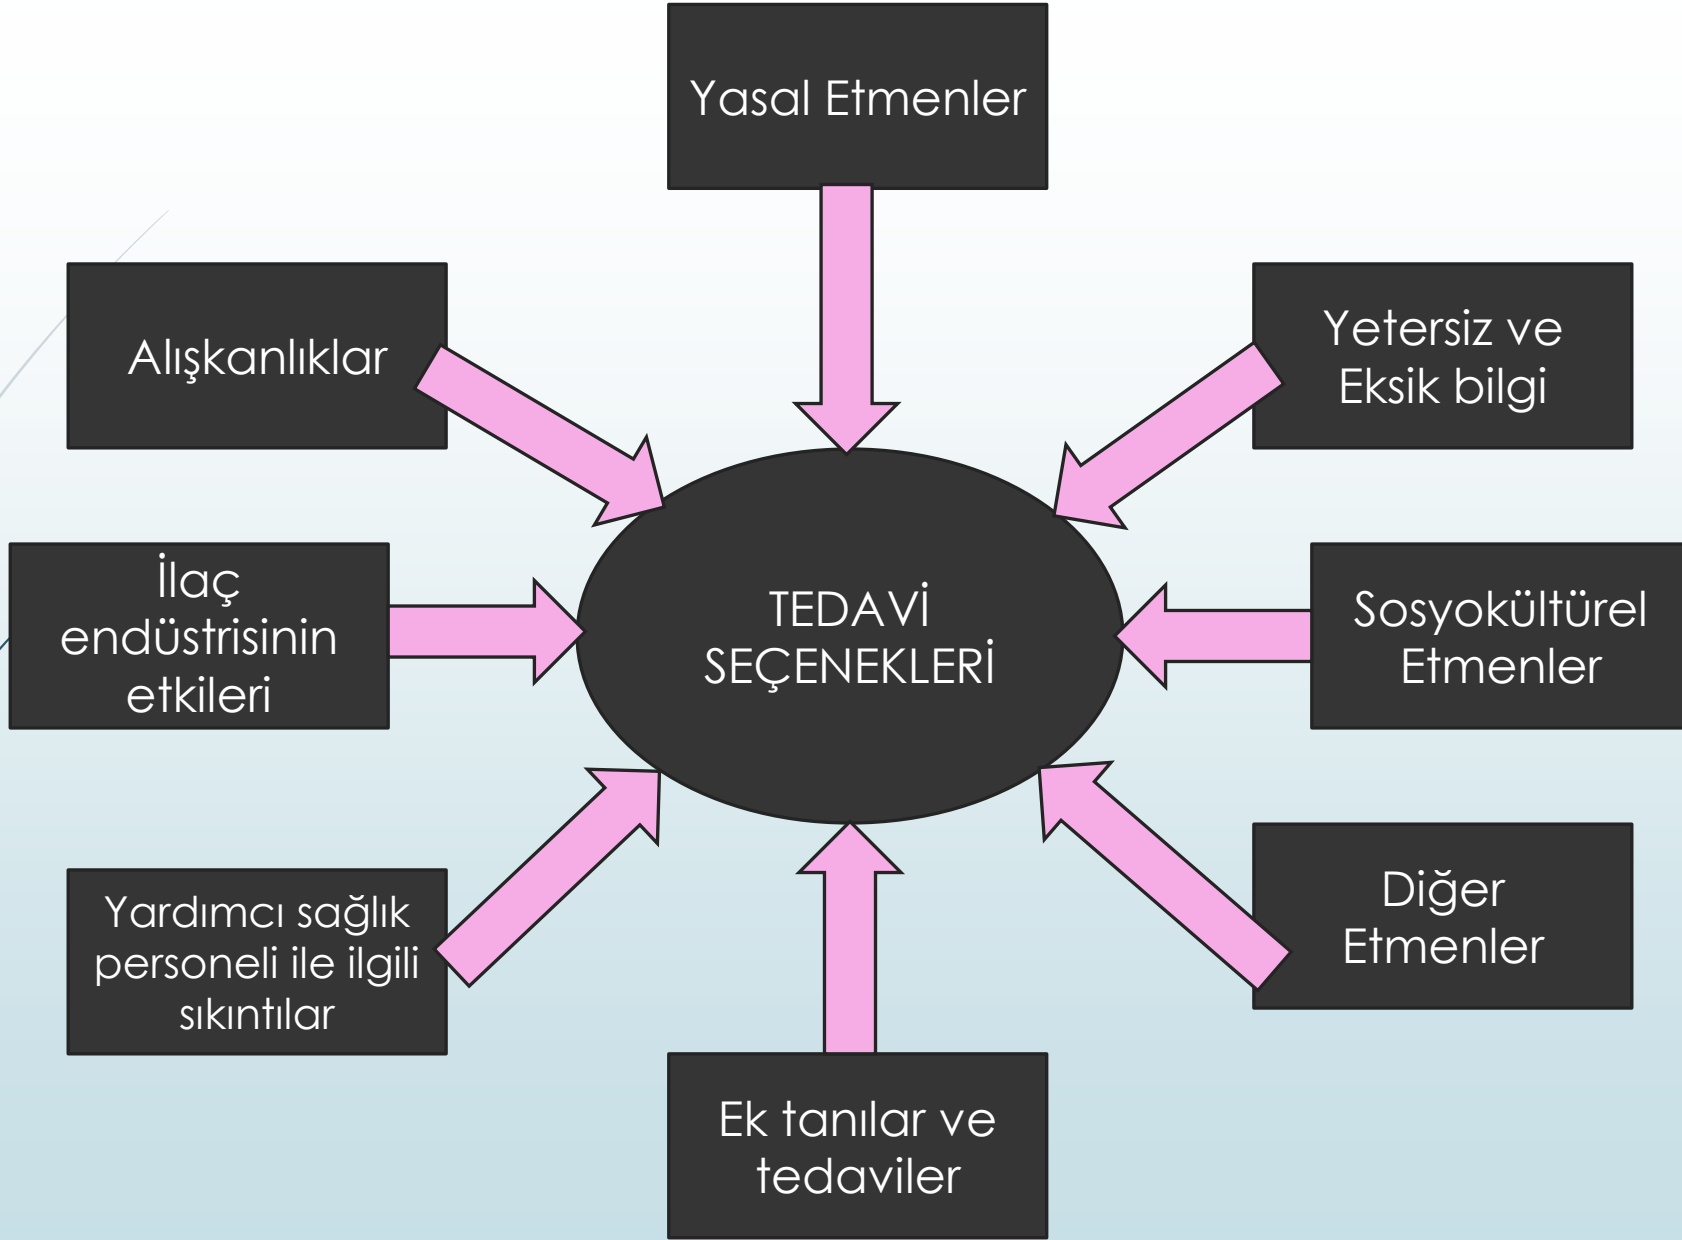 Yasal Etmenler
Alışkanlıklar
Yetersiz ve
Eksik bilgi
İlaç
endüstrisinin
etkileri
TEDAVİ
SEÇENEKLERİ
Sosyokültürel
Etmenler
Yardımcı sağlık
personeli ile ilgili
sıkıntılar
Diğer
Etmenler
Ek tanılar ve
tedaviler